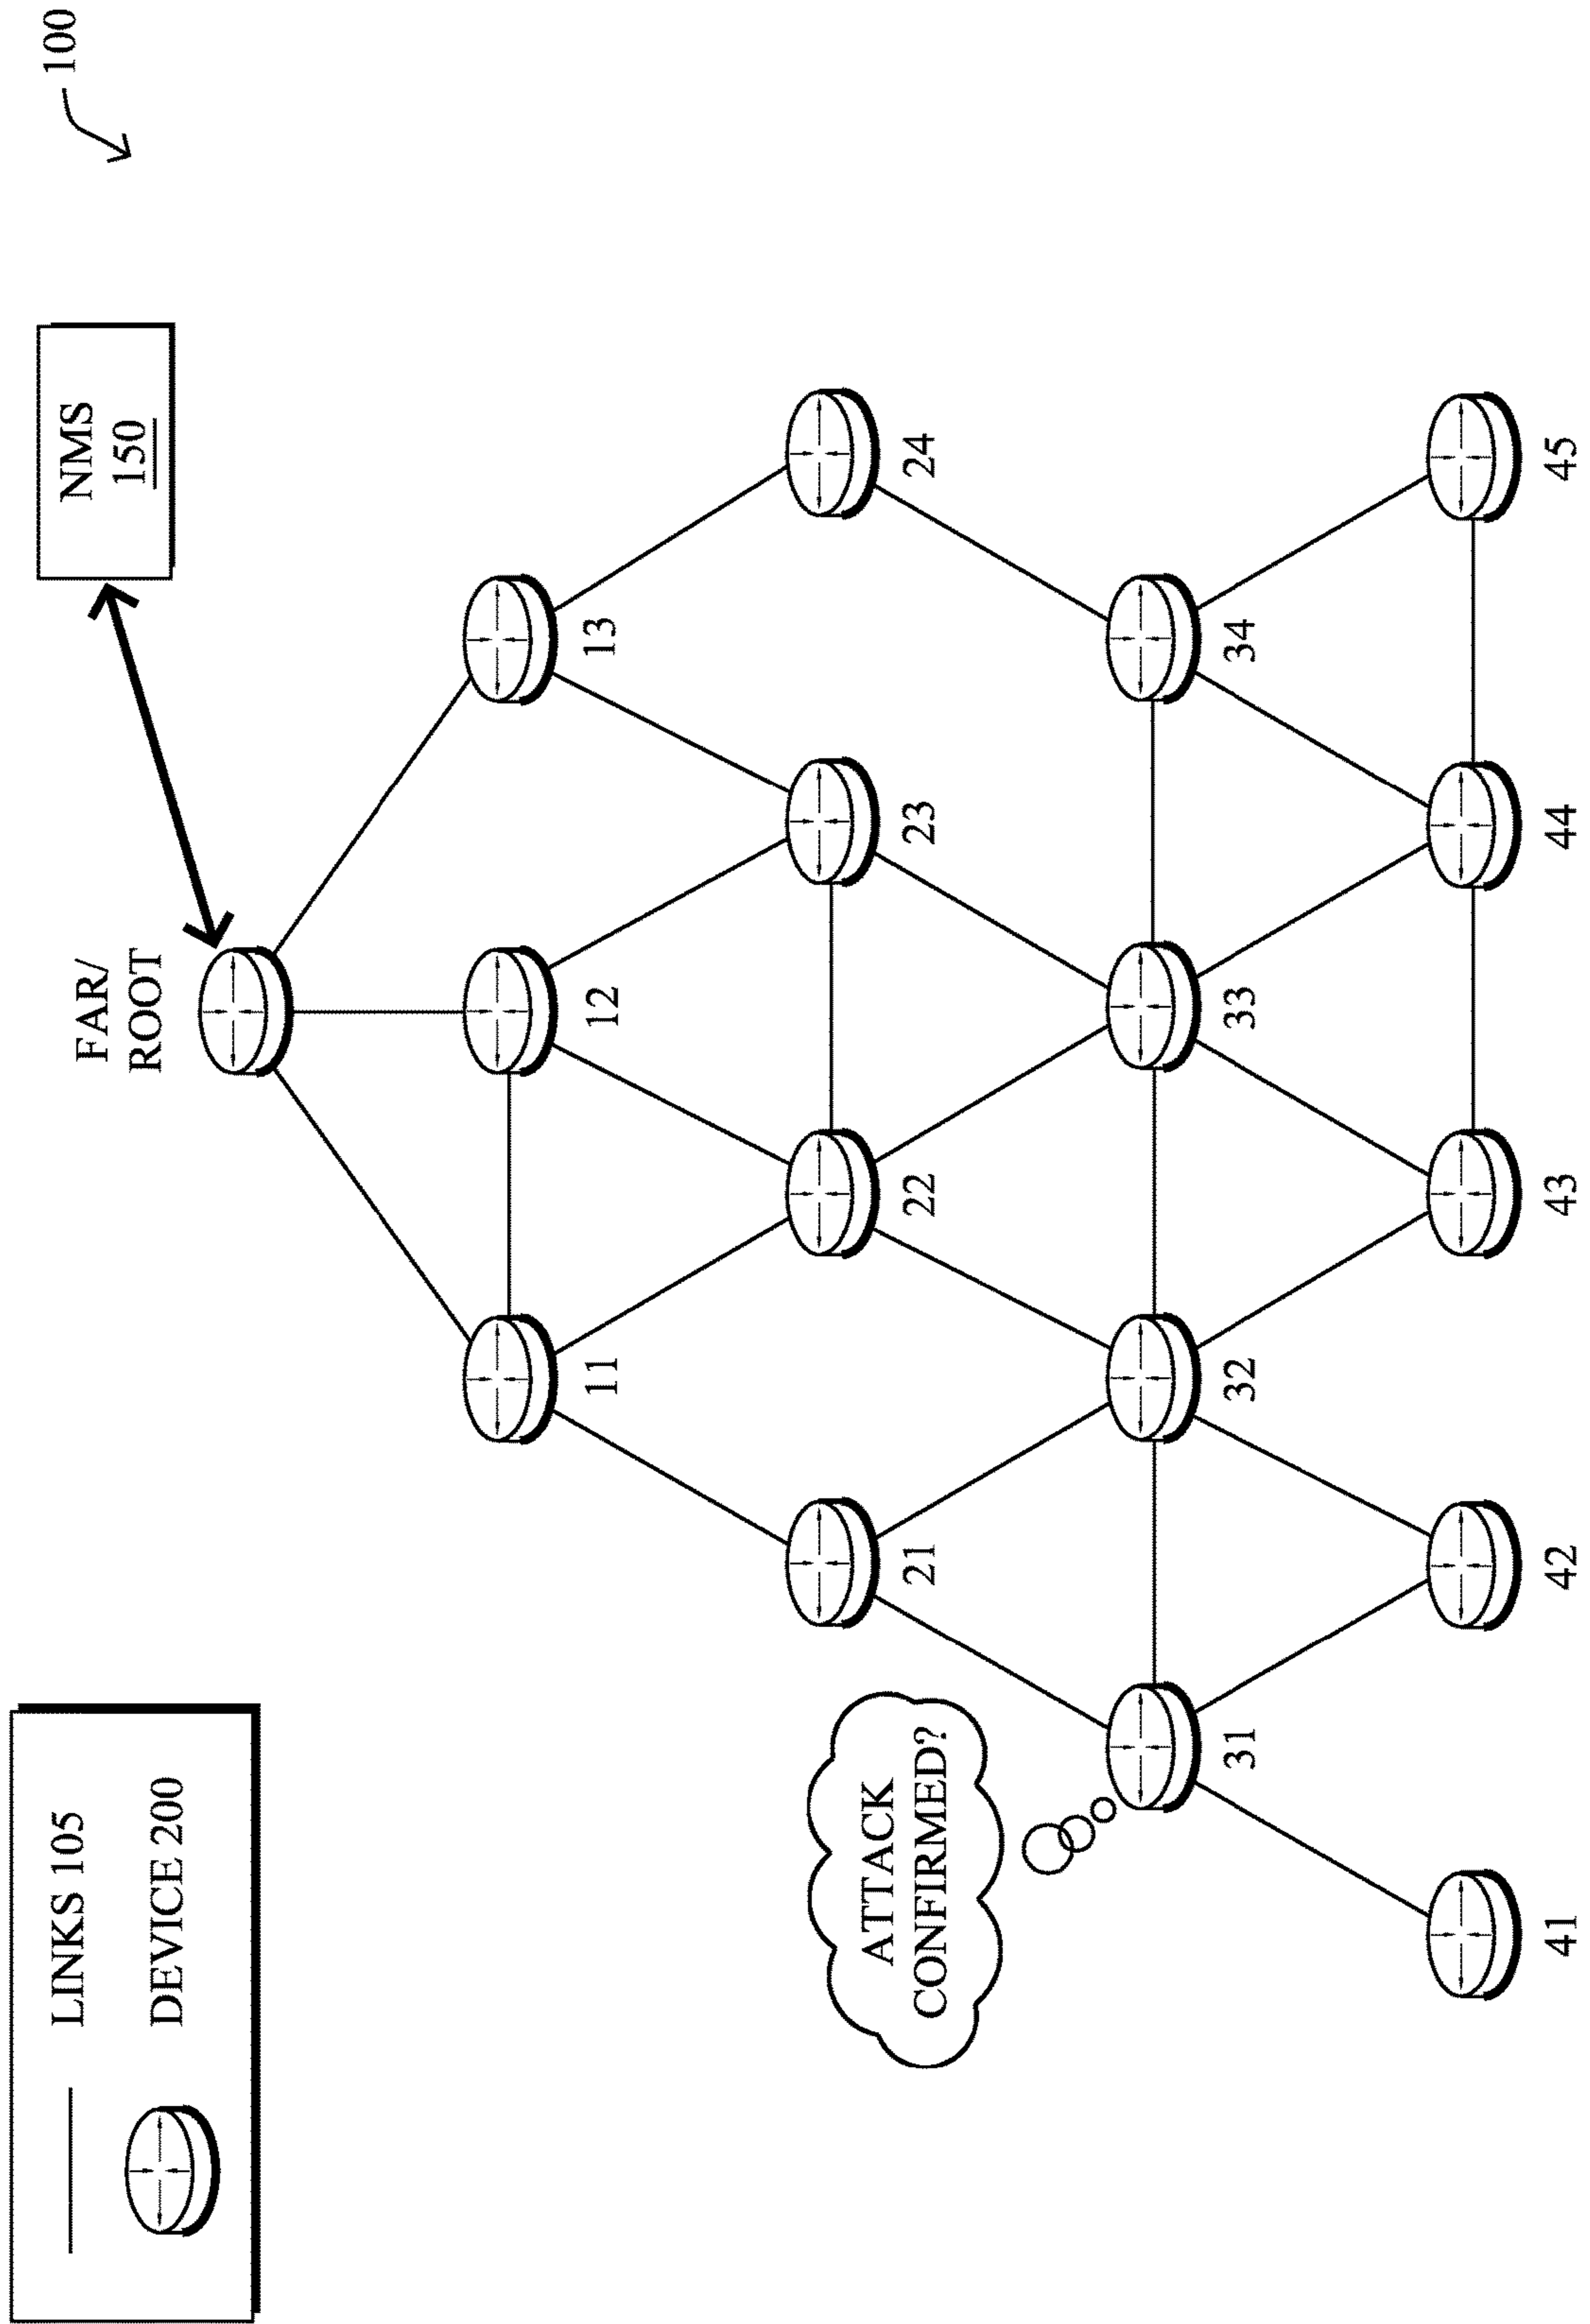 100
NMS
150
FAR/
ROOT
LINKS 105
DEVICE 200
11
12
13
21
22
23
24
ATTACK
CONFIRMED?
31
32
33
34
41
42
43
44
45